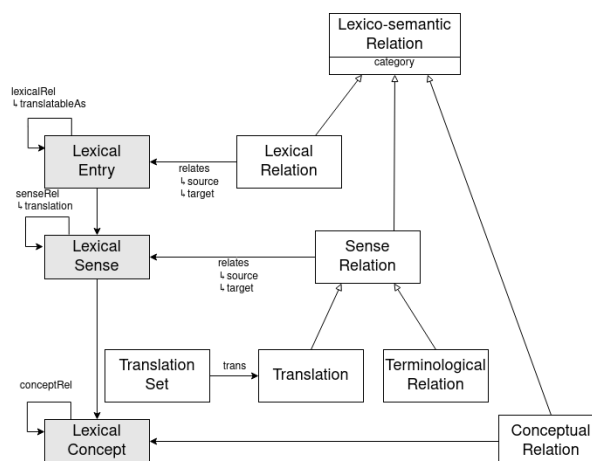 Lexico-semantic
Relation
category
lexicalRel
↳ translatableAs
Lexical
Entry
relates
↳ source
↳ target
Lexical
Relation
senseRel
↳ translation
Lexical
Sense
relates
↳ source
↳ target
Sense
Relation
Translation
Set
trans
Translation
Terminological
Relation
conceptRel
Lexical
Concept
Conceptual
Relation